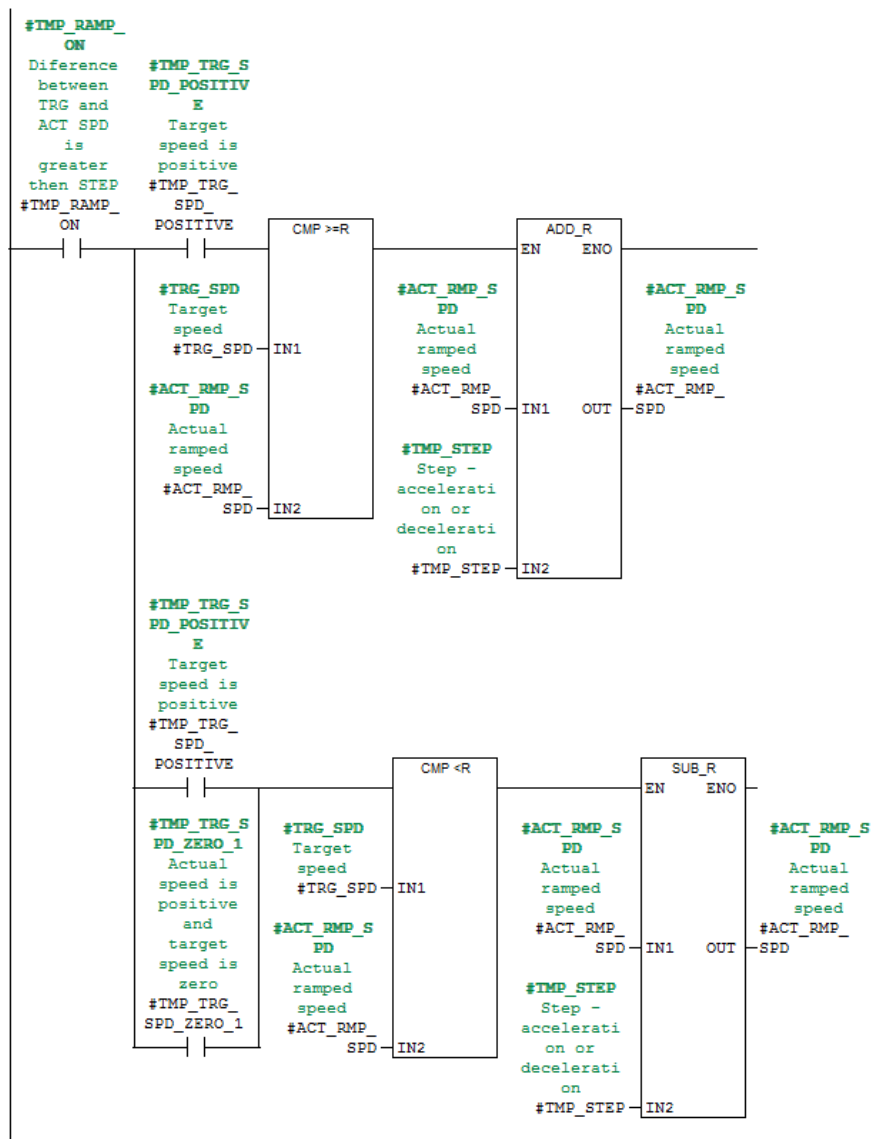 #TMP_RAMP_
ON
Diference
between
TRG and
ACT SPD
is
greater
then STEP
#TMP_RAMP_
ON
#TMP_TRG_S
PD_POSITIV
E
Target
speed is
positive
#TMP_TRG_
SPD_
POSITIVE
CMP >=R
#TRG_SPD
Target
speed
#TRG_SPD
IN1
#ACT_RMP_S
PD
Actual
ramped
speed
#ACT_RMP_
SPD
IN2
ADD_R
EN ENO
#ACT_RMP_S
PD
Actual
ramped
speed
#ACT_RMP_
SPD
IN1 OUT
#TMP_STEP
Step -
accelerati
on or
decelerati
on
#TMP_STEP
IN2
#ACT_RMP_S
PD
Actual
ramped
speed
#ACT_RMP_
SPD
#TMP_TRG_S
PD_POSITIV
E
Target
speed is
positive
#TMP_TRG_
SPD_
POSITIVE
#TMP_TRG_S
PD_ZERO_1
Actual
speed is
positive
and
target
speed is
zero
#TMP_TRG_
SPD_ZERO_1
CMP <R
#TRG_SPD
Target
speed
#TRG_SPD
IN1
#ACT_RMP_S
PD
Actual
ramped
speed
#ACT_RMP_
SPD
IN2
SUB_R
EN ENO
#ACT_RMP_S
PD
Actual
ramped
speed
#ACT_RMP_
SPD
IN1 OUT
#TMP_STEP
Step -
accelerati
on or
decelerati
on
#TMP_STEP
IN2
#ACT_RMP_S
PD
Actual
ramped
speed
#ACT_RMP_
SPD